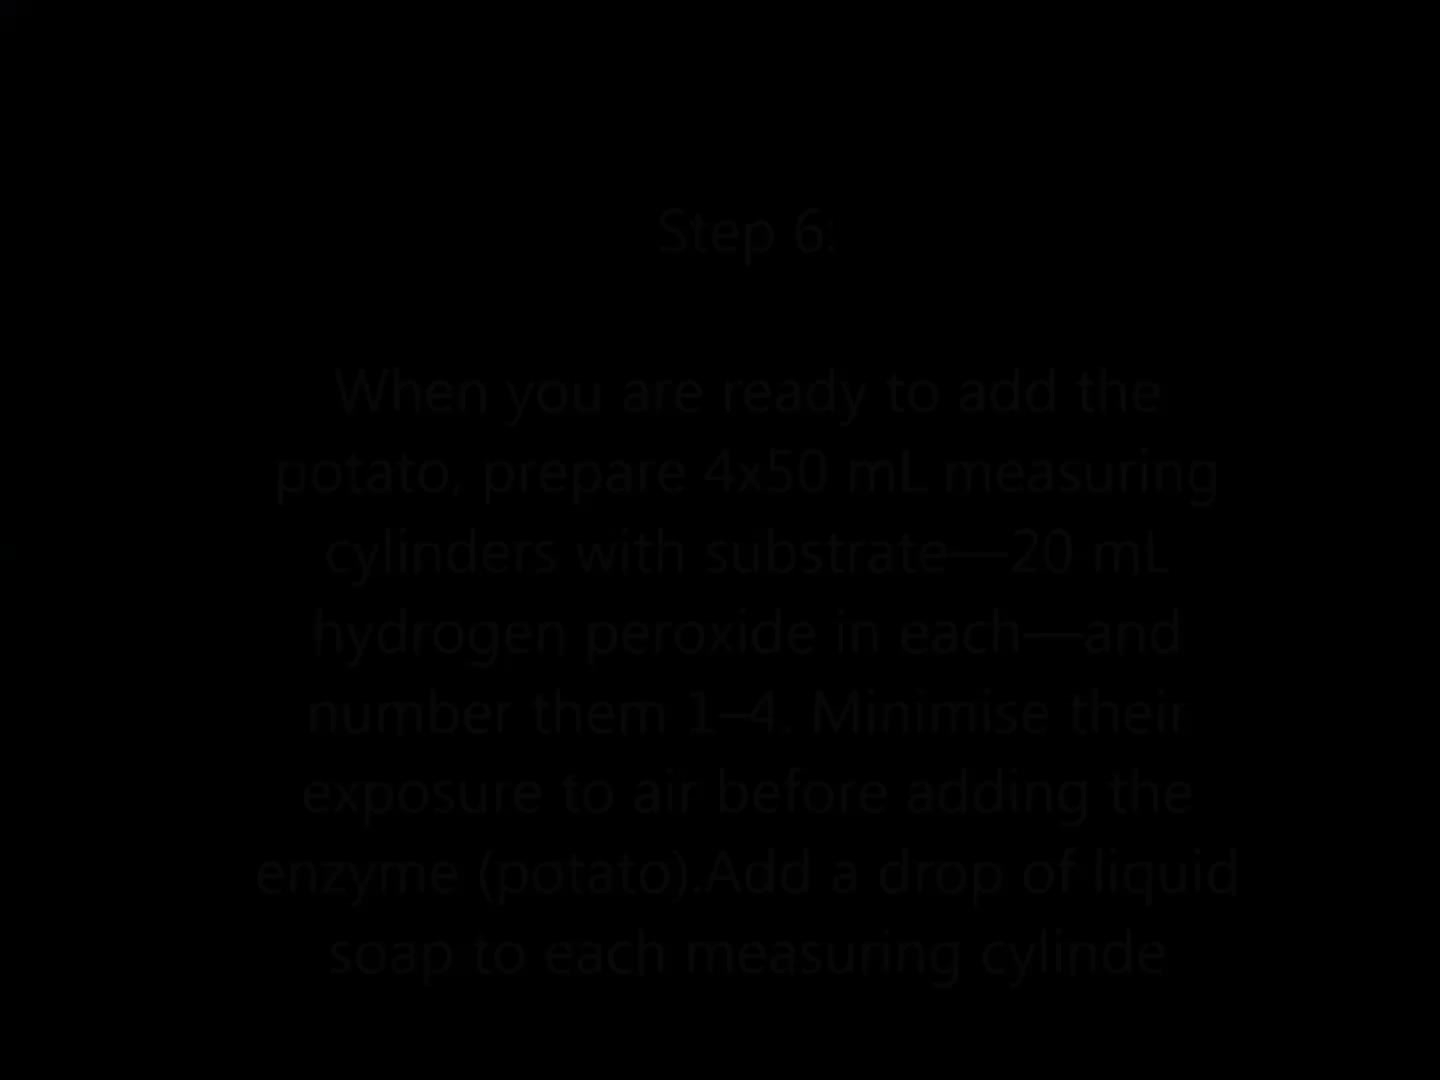 Step 6:
When you are ready to add the
potato, prepare 4x50 mL measuring
cylinders with substrate—20 mL
hydrogen peroxide in each—and
number them 1–4. Minimise their
exposure to air before adding the
enzyme (potato).Add a drop of liquid
soap to each measuring cylinde